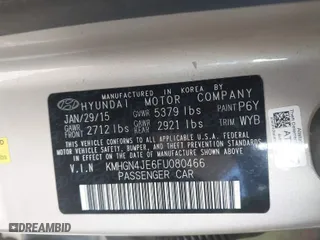 MANUFACTURED IN KOREA BY
HYUNDAI MOTOR COMPANY
JAN/29/15 GVWR 5379 lbs PAINT P6Y
GAWR FRONT 2712 lbs GAWR REAR 2921 lbs TRIM WYB
THIS VEHICLE CONFORMS TO ALL APPLICABLE U.S.
FEDERAL MOTOR VEHICLE SAFETY, BUMPER, AND THEFT
PREVENTION STANDARDS IN EFFECT ON THE DATE OF
MANUFACTURE SHOWN ABOVE.
V.I.N KMHGN4JE6FU080466
PASSENGER CAR
DREAMBID